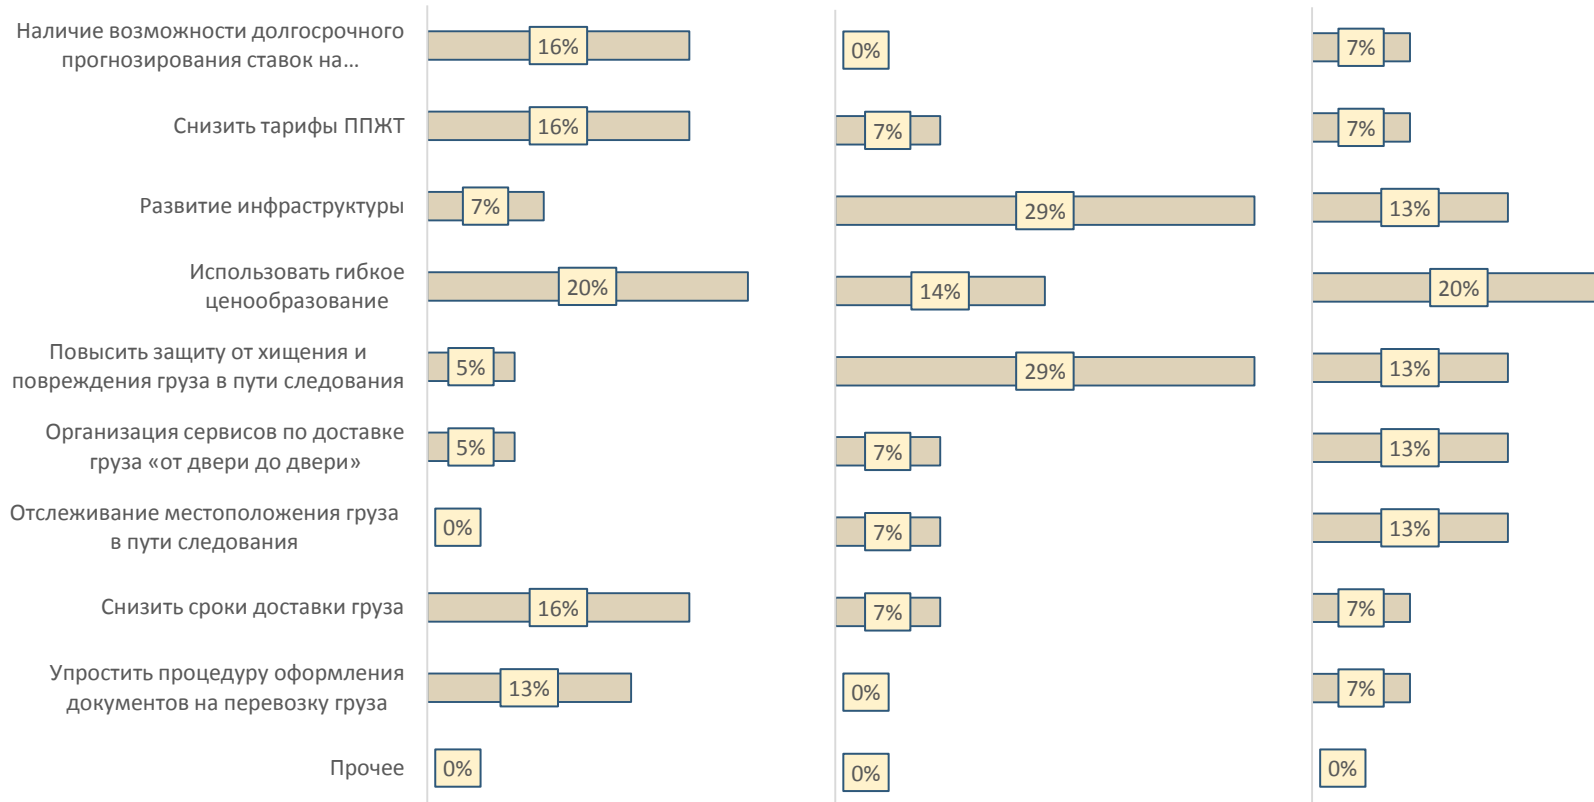 Наличие возможности долгосрочного
прогнозирования ставок на...
16%
0%
7%
Снизить тарифы ППЖТ
16%
7%
7%
Развитие инфраструктуры
7%
29%
13%
Использовать гибкое
ценообразование
20%
14%
20%
Повысить защиту от хищения и
повреждения груза в пути следования
5%
29%
13%
Организация сервисов по доставке
груза «от двери до двери»
5%
7%
13%
Отслеживание местоположения груза
в пути следования
0%
7%
13%
Снизить сроки доставки груза
16%
7%
7%
Упростить процедуру оформления
документов на перевозку груза
13%
0%
7%
Прочее
0%
0%
0%